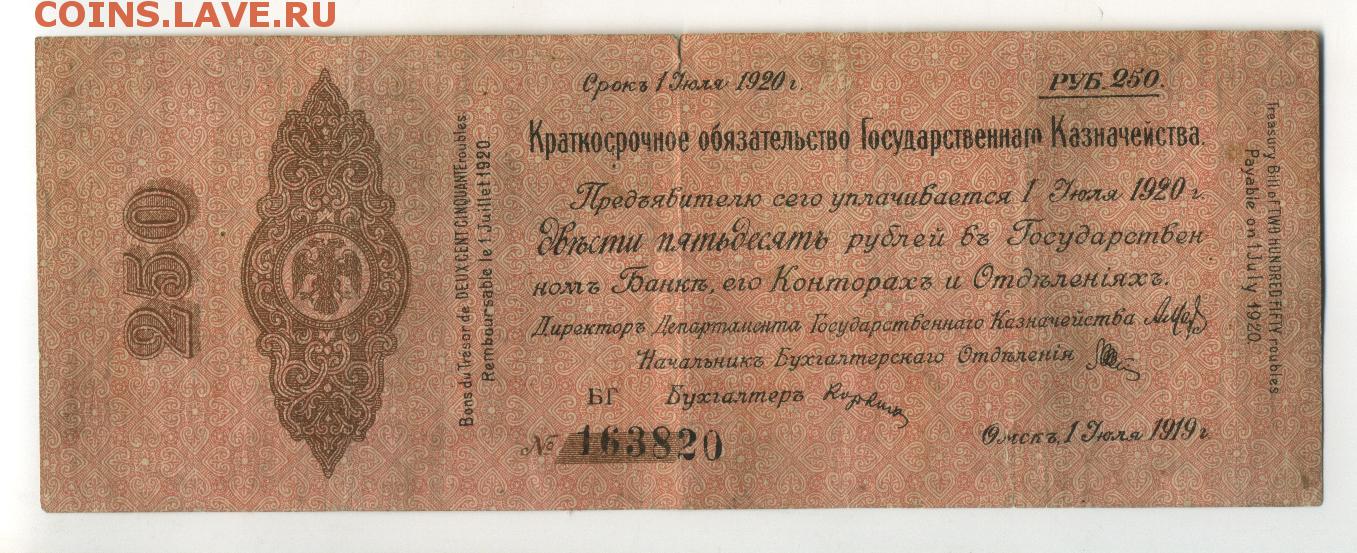 COINS.LAVE.RU
250
Bons du Trésor de DEUX CENT CINQUANTE roubles.
Remboursable le 1 Juillet 1920.
Срокъ 1 Іюля 1920 г.
РУБ. 250.
Краткосрочное обязательство Государственнаго Казначейства.
Предъявителю сего уплачивается 1 Іюля 1920 г.
двѣсти пятьдесятъ рублей въ Государствен
номъ Банкѣ, его Конторахъ и Отдѣленіяхъ.
Директоръ Департамента Государственнаго Казначейства
Начальникъ Бухгалтерскаго Отдѣленія
БГ Бухгалтеръ
№ 163820
Омскъ, 1 Іюля 1919 г.
Treasury Bill of TWO HUNDRED FIFTY roubles
Payable on 1 July 1920.